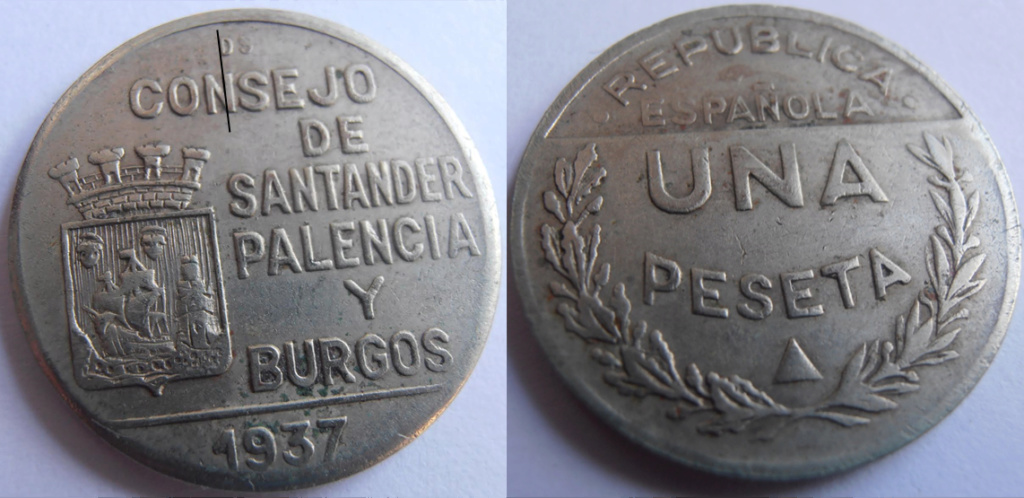 CONSEJO
DE
SANTANDER
PALENCIA
Y
BURGOS
1937
REPUBLICA
ESPAÑOLA
UNA
PESETA